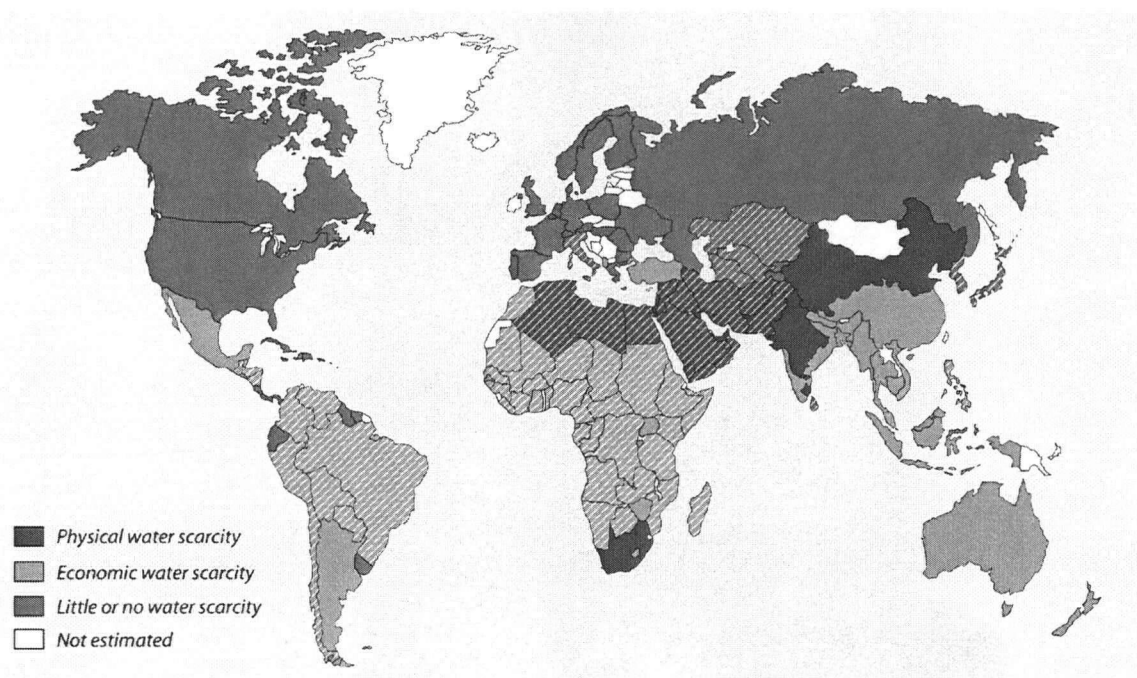 Physical water scarcity
Economic water scarcity
Little or no water scarcity
Not estimated